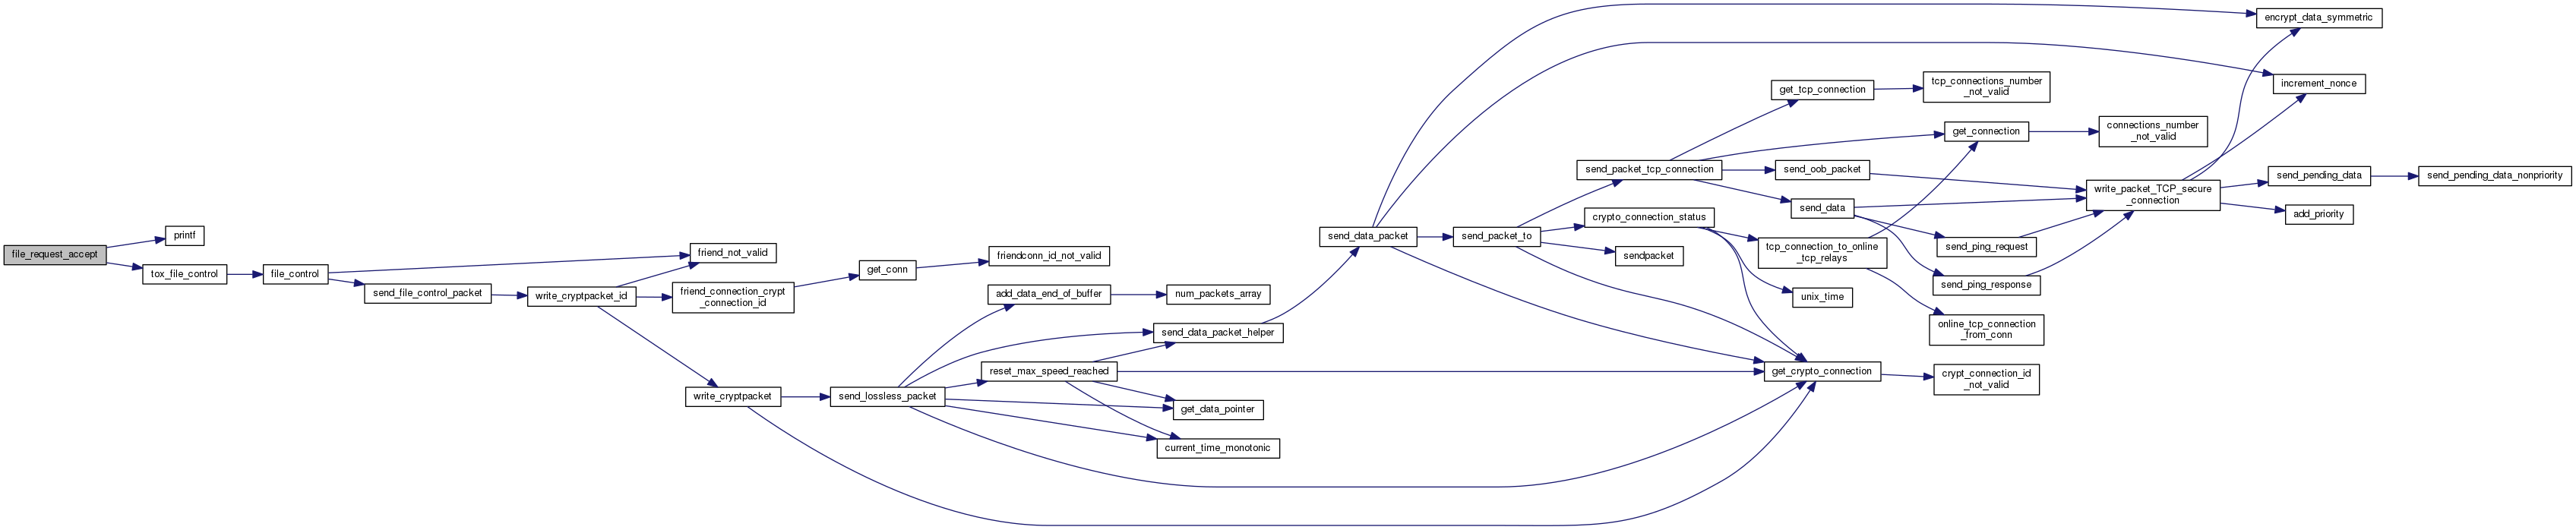 file_request_accept
printf
tox_file_control
file_control
friend_not_valid
send_file_control_packet
write_cryptpacket_id
friend_connection_crypt
_connection_id
get_conn
friendconn_id_not_valid
write_cryptpacket
send_lossless_packet
add_data_end_of_buffer
num_packets_array
send_data_packet_helper
reset_max_speed_reached
get_data_pointer
current_time_monotonic
send_data_packet
send_packet_to
send_packet_tcp_connection
crypto_connection_status
sendpacket
get_tcp_connection
tcp_connections_number
_not_valid
get_connection
connections_number
_not_valid
send_oob_packet
send_data
tcp_connection_to_online
_tcp_relays
unix_time
send_ping_request
send_ping_response
online_tcp_connection
_from_conn
get_crypto_connection
crypt_connection_id
_not_valid
write_packet_TCP_secure
_connection
encrypt_data_symmetric
increment_nonce
send_pending_data
send_pending_data_nonpriority
add_priority